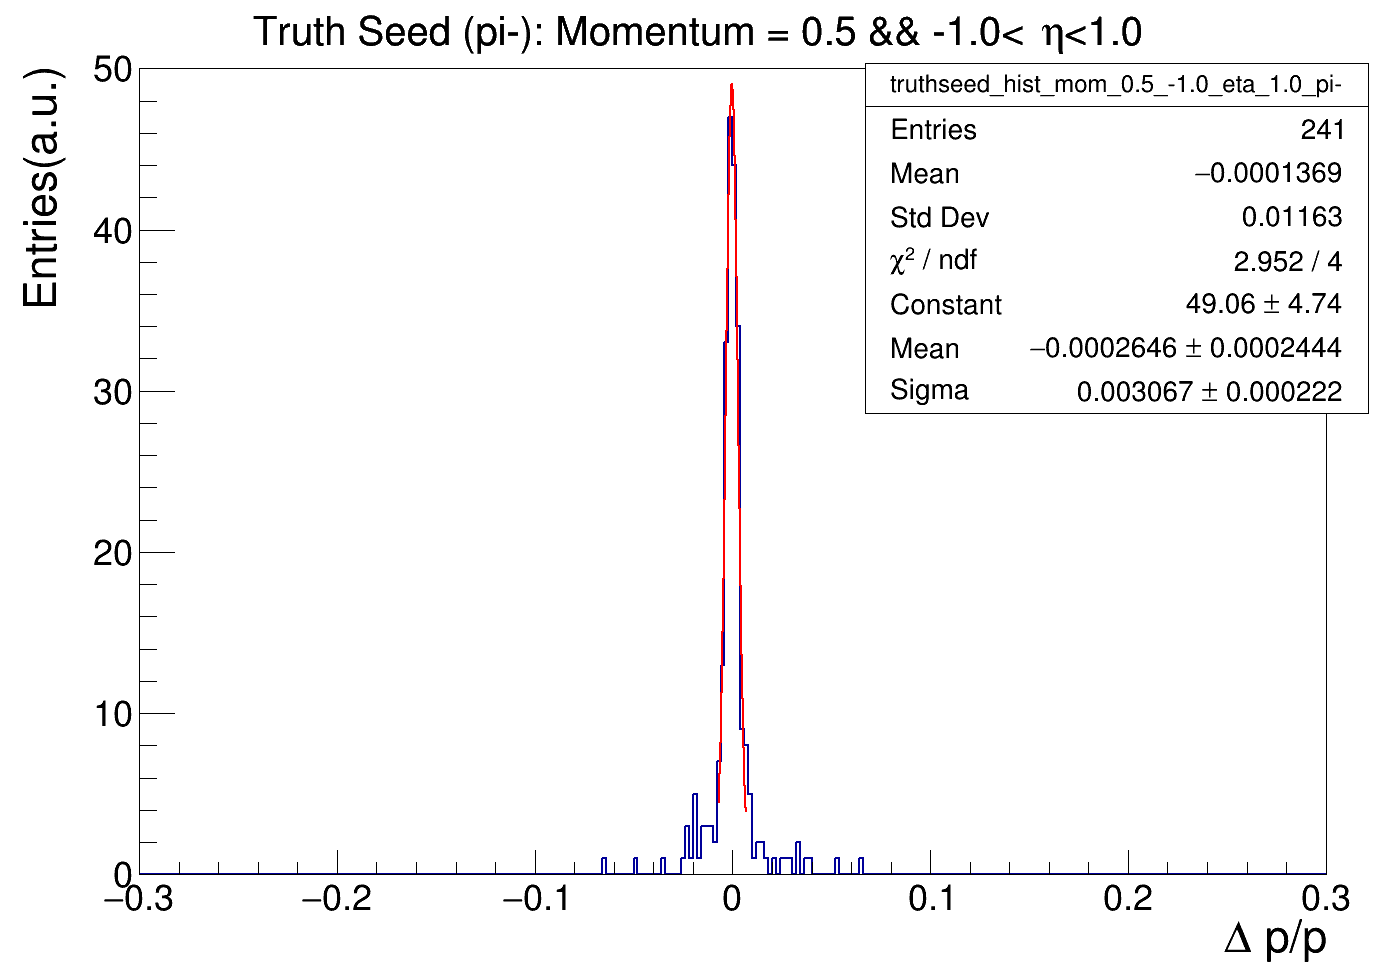 Truth Seed (pi-): Momentum = 0.5 && -1.0< η<1.0
Entries(a.u.)
50
40
30
20
10
0
truthseed_hist_mom_0.5_-1.0_eta_1.0_pi-
Entries 241
Mean −0.0001369
Std Dev 0.01163
χ² / ndf 2.952 / 4
Constant 49.06 ± 4.74
Mean −0.0002646 ± 0.0002444
Sigma 0.003067 ± 0.000222
−0.3 −0.2 −0.1 0 0.1 0.2 0.3
Δ p/p